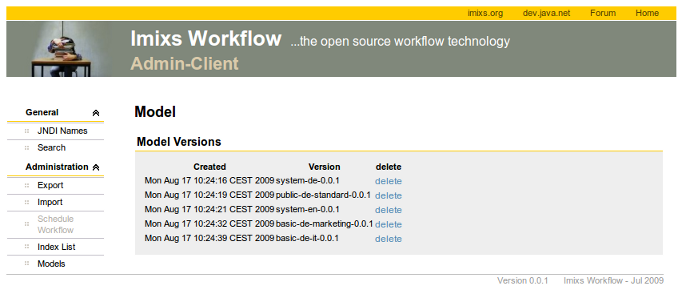 imixs.org dev.java.net Forum Home
Imixs Workflow ...the open source workflow technology
Admin-Client
General
JNDI Names
Search
Administration
Export
Import
Schedule
Workflow
Index List
Models
Model
Model Versions
Created Version delete
Mon Aug 17 10:24:16 CEST 2009 system-de-0.0.1 delete
Mon Aug 17 10:24:19 CEST 2009 public-de-standard-0.0.1 delete
Mon Aug 17 10:24:21 CEST 2009 system-en-0.0.1 delete
Mon Aug 17 10:24:32 CEST 2009 basic-de-marketing-0.0.1 delete
Mon Aug 17 10:24:39 CEST 2009 basic-de-it-0.0.1 delete
Version 0.0.1 Imixs Workflow - Jul 2009